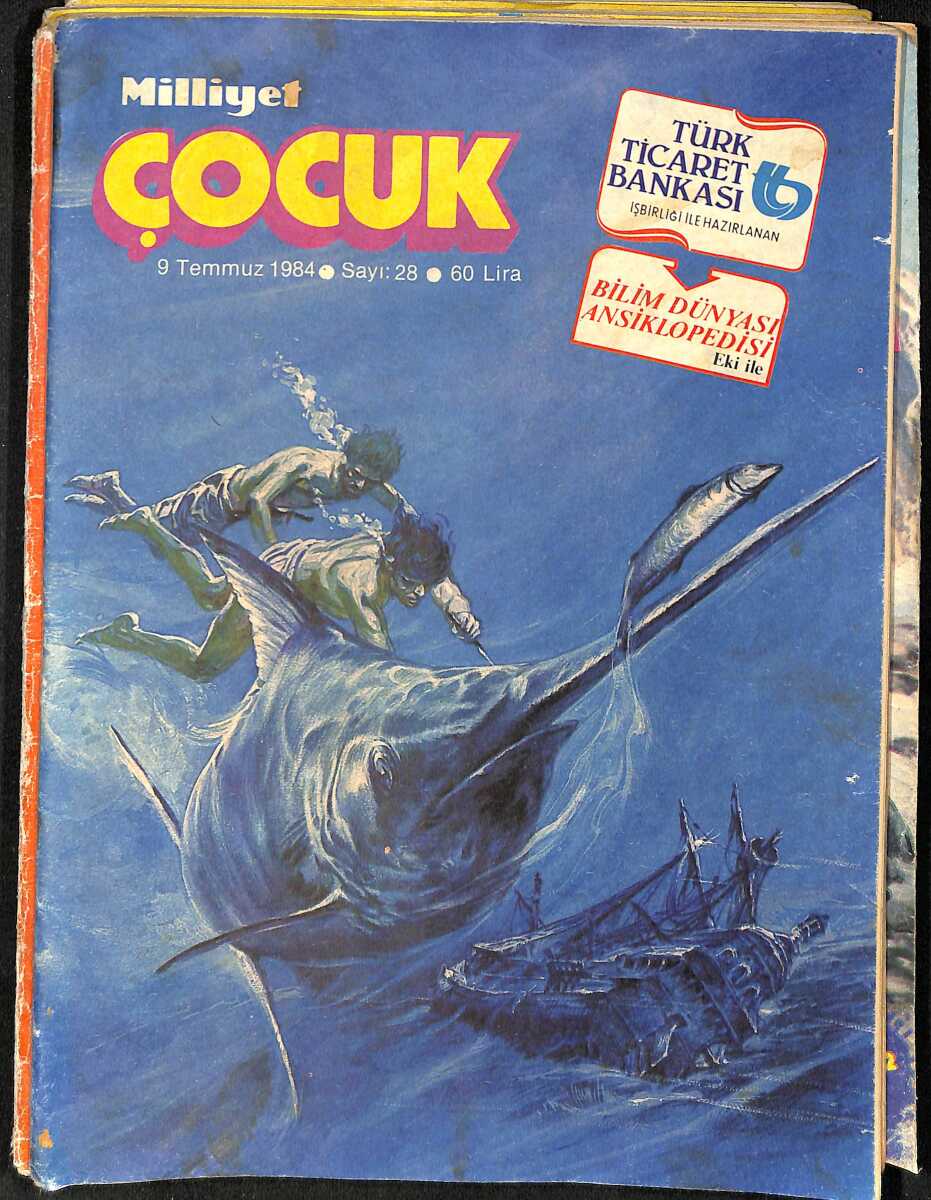 Milliyet
ÇOCUK
9 Temmuz 1984 ● Sayı: 28 ● 60 Lira
TÜRK
TİCARET
BANKASI
İŞBİRLİĞİ İLE HAZIRLANAN
BİLİM DÜNYASI
ANSİKLOPEDİSİ
Eki ile